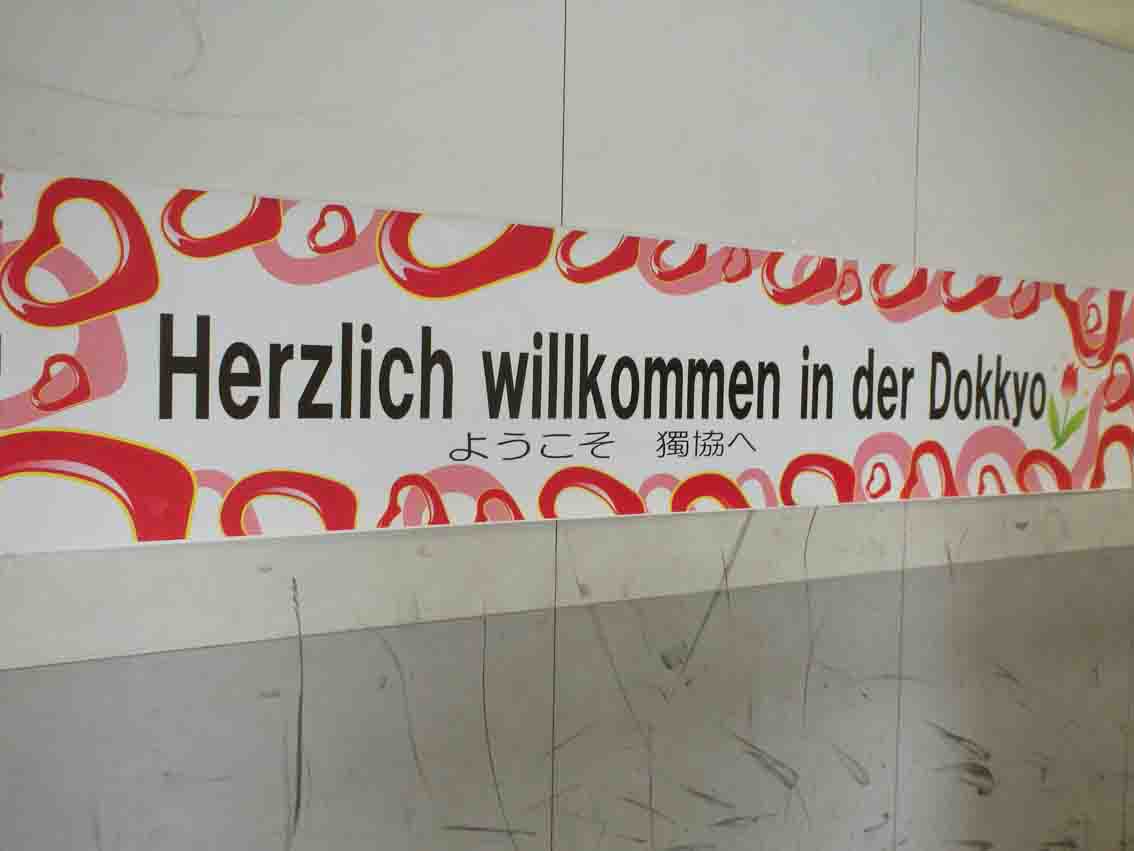 Herzlich willkommen in der Dokkyo
ようこそ　獨協へ